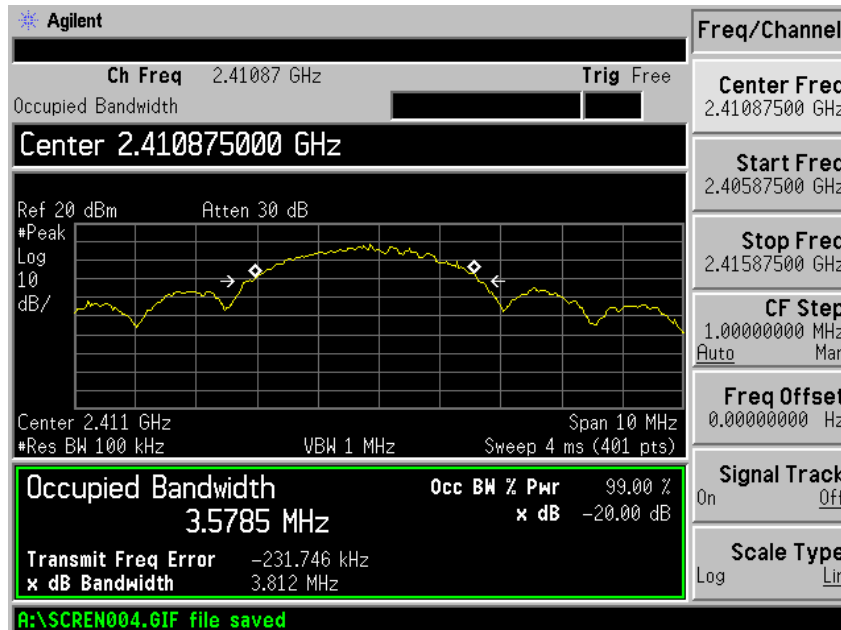 Agilent
Freq/Channel
Ch Freq 2.41087 GHz Trig Free
Occupied Bandwidth
Center 2.410875000 GHz
Ref 20 dBm Atten 30 dB
#Peak
Log
10
dB/
Center 2.411 GHz Span 10 MHz
#Res BW 100 kHz VBW 1 MHz Sweep 4 ms (401 pts)
Occupied Bandwidth
3.5785 MHz
Occ BW % Pwr 99.00 %
x dB -20.00 dB
Transmit Freq Error -231.746 kHz
x dB Bandwidth 3.812 MHz
A:\SCREN004.GIF file saved
Center Freq
2.41087500 GHz
Start Freq
2.40587500 GHz
Stop Freq
2.41587500 GHz
CF Step
1.00000000 MHz
Auto Man
Freq Offset
0.00000000 Hz
Signal Track
On Off
Scale Type
Log Lin